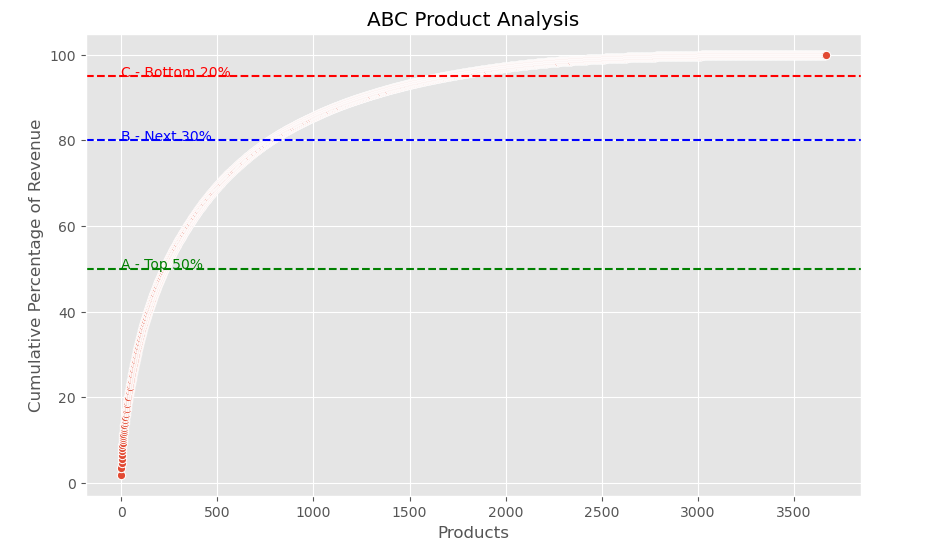 ABC Product Analysis
100
C - Bottom 20%
B - Next 30%
80
60
A - Top 50%
40
20
0
Cumulative Percentage of Revenue
0 500 1000 1500 2000 2500 3000 3500
Products